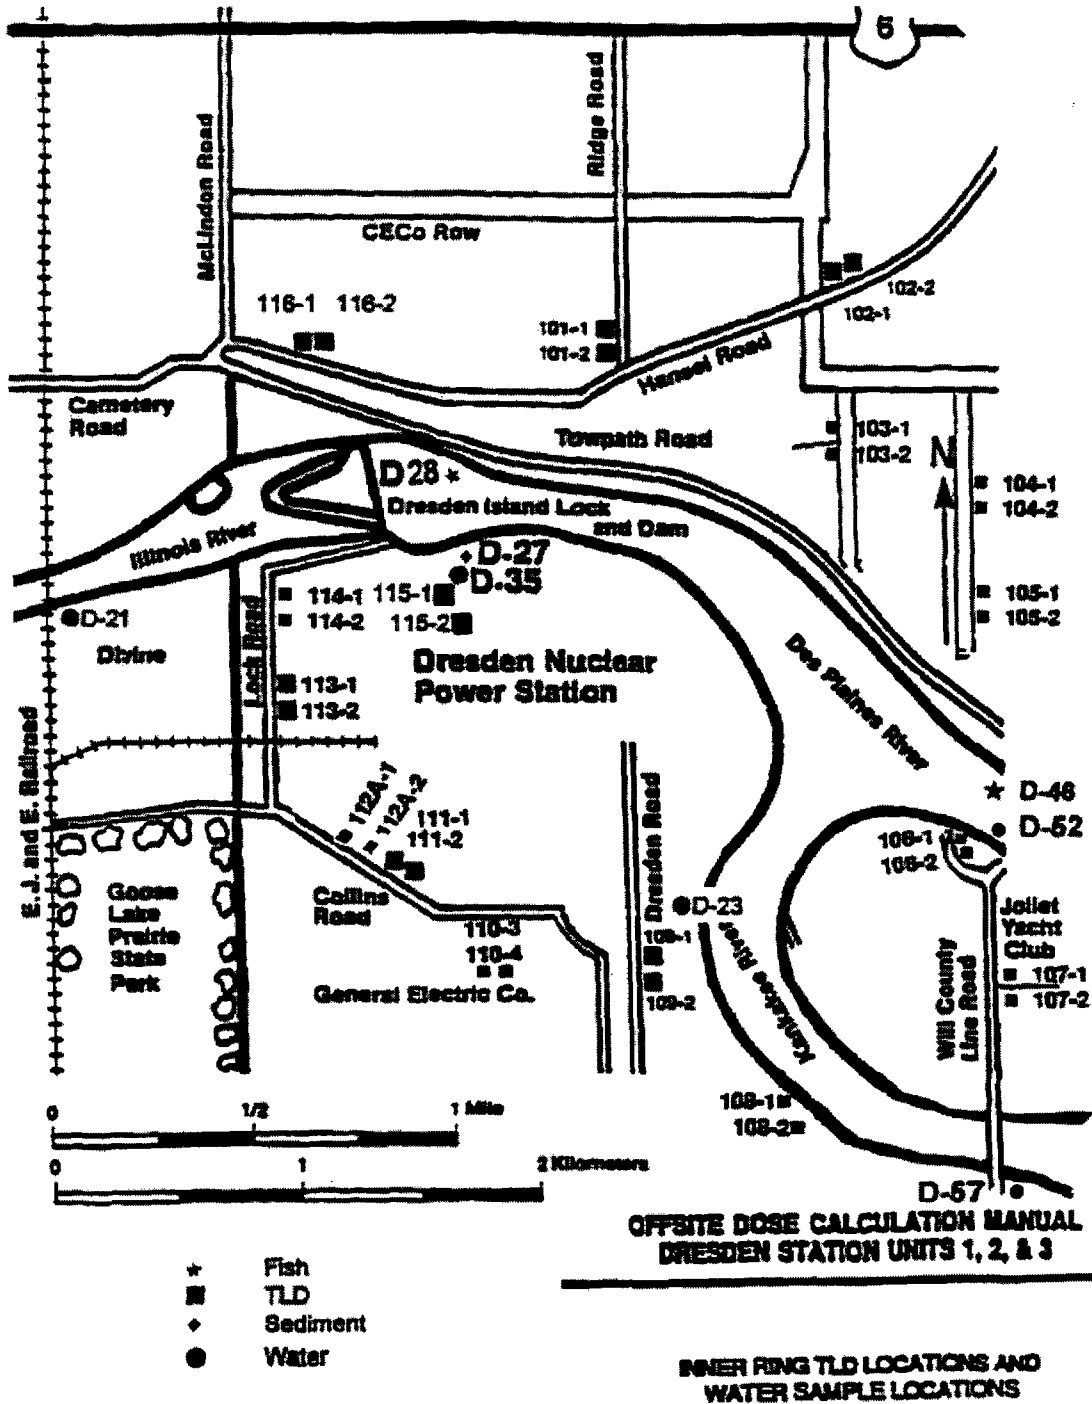 6
McLindon Road
Ridge Road
CECo Row
116-1 116-2
101-1
101-2
102-2
102-1
Hansel Road
Cemetery
Road
Towpath Road
103-1
103-2
N
104-1
104-2
D28
Dresden Island Lock
and Dam
Illinois River
D-27
D-35
114-1 115-1
114-2 115-2
105-1
105-2
D-21
Divine
Lock Road
Dresden Nuclear
Power Station
Des Plaines River
113-1
113-2
E.J. and E. Railroad
112A-1
112A-2
111-1
111-2
Dresden Road
D-46
D-52
106-1
106-2
Goose
Lake
Prairie
State
Park
Collins
Road
D-23
109-1
109-2
Kankakee River
Joliet
Yacht
Club
110-3
110-4
General Electric Co.
Will County
Line Road
107-1
107-2
108-1
108-2
0 1/2 1 Mile
0 1 2 Kilometers
D-57
OFFSITE DOSE CALCULATION MANUAL
DRESDEN STATION UNITS 1, 2, & 3
Fish
TLD
Sediment
Water
INNER RING TLD LOCATIONS AND
WATER SAMPLE LOCATIONS